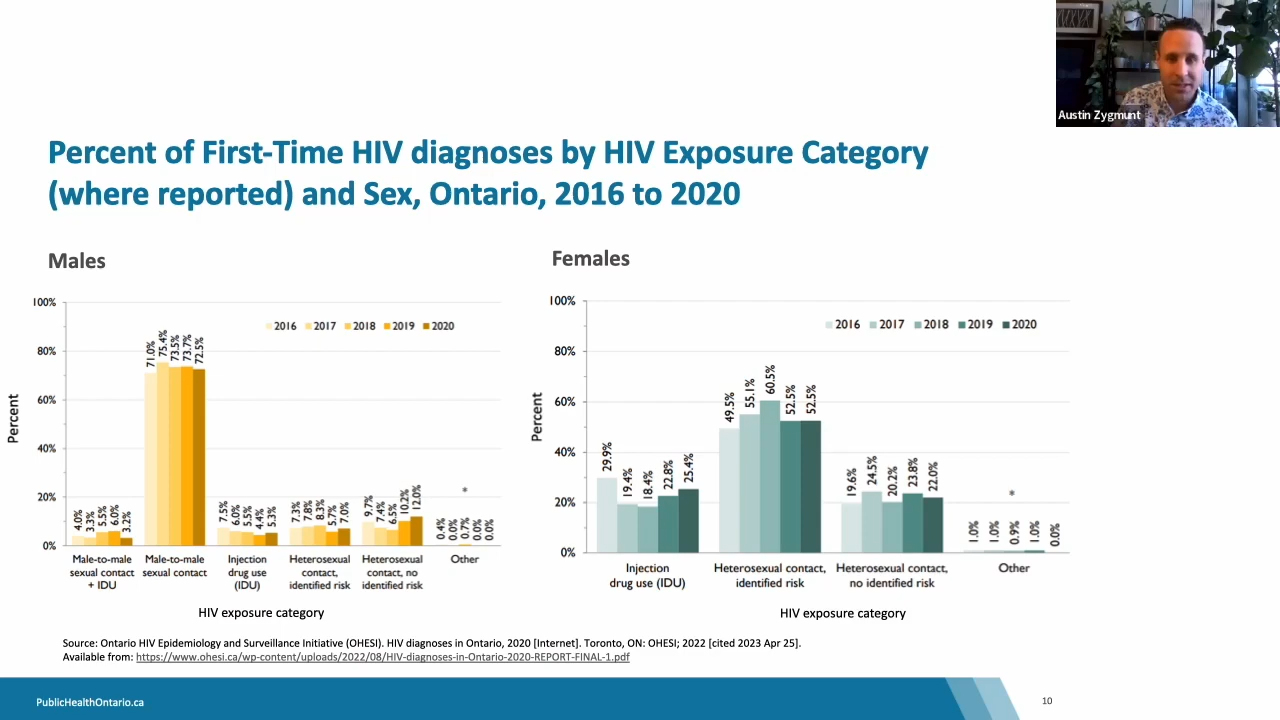 Austin Zygmunt
Percent of First-Time HIV diagnoses by HIV Exposure Category
(where reported) and Sex, Ontario, 2016 to 2020
Males
100%
80%
60%
40%
20%
0%
Percent
2016 2017 2018 2019 2020
4.0% 3.3% 5.5% 6.0% 3.2%
71.0% 75.4% 73.5% 73.7% 72.5%
7.5% 6.0% 5.5% 4.4% 5.3%
7.3% 7.8% 8.3% 5.7% 7.0%
9.7% 7.4% 6.5% 10.2% 12.0%
*
0.4% 0.0% 0.7% 0.0% 0.0%
Male-to-male
sexual contact
+ IDU
Male-to-male
sexual contact
Injection
drug use
(IDU)
Heterosexual
contact,
identified risk
Heterosexual
contact, no
identified risk
Other
HIV exposure category
Females
100%
80%
60%
40%
20%
0%
Percent
2016 2017 2018 2019 2020
29.9% 19.4% 18.4% 22.8% 25.4%
49.5% 55.1% 60.5% 52.5% 52.5%
19.6% 24.5% 20.2% 23.8% 22.0%
*
1.0% 1.0% 0.9% 1.0% 0.0%
Injection
drug use (IDU)
Heterosexual contact,
identified risk
Heterosexual contact,
no identified risk
Other
HIV exposure category
Source: Ontario HIV Epidemiology and Surveillance Initiative (OHESI). HIV diagnoses in Ontario, 2020 [Internet]. Toronto, ON: OHESI; 2022 [cited 2023 Apr 25].
Available from: https://www.ohesi.ca/wp-content/uploads/2022/08/HIV-diagnoses-in-Ontario-2020-REPORT-FINAL-1.pdf
PublicHealthOntario.ca
10